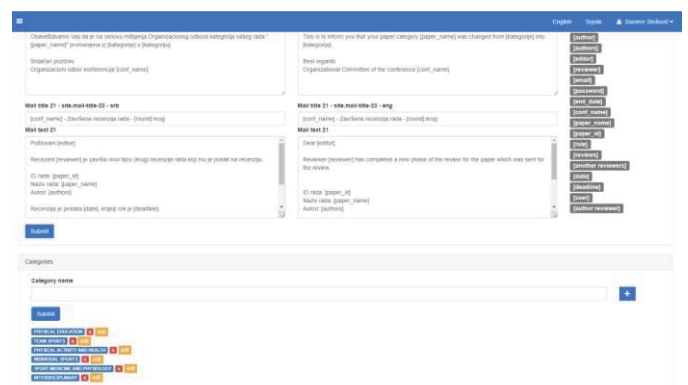 English Srpski
Obaveštavamo Vas da je na osnovu mišljenja Organizacionog odbora kategorija vašeg rada "
[paper_name]" promenjena iz [kategorije] u [kategoriju].
Srdačan pozdrav,
Organizacioni odbor konferencije [conf_name]
This is to inform you that your paper category [paper_name] was changed from [kategorije] into
[kategoriju].
Best regards,
Organizational Committee of the conference [conf_name]
[author]
[authors]
[editor]
[reviewer]
[email]
[password]
[end_date]
[conf_name]
[paper_name]
[paper_id]
[role]
[reviews]
[another reviewers]
[date]
[deadline]
[user]
[author reviewer]
Mail title 21 - site.mail-title-22 - srb
[conf_name] - Završena recenzija rada - [round] krug
Mail text 21
Poštovani [editor],
Recezent [reviewer] je završio novu fazu (krug) recenzije rada koji mu je poslat na recenziju.
ID rada: [paper_id]
Naziv rada: [paper_name]
Autori: [authors]
Recenzija je poslata [date], krajnji rok je [deadline].
Mail title 21 - site.mail-title-22 - eng
[conf_name] - Završena recenzija rada - [round] krug
Mail text 21
Dear [editor],
Reviewer [reviewer] has completed a new phase of the review for the paper which was sent for
the review.
ID rada: [paper_id]
Naziv rada: [paper_name]
Autori: [authors]
Submit
Categories
Category name
+
Submit
PHYSICAL EDUCATION x edit
TEAM SPORTS x edit
PHYSICAL ACTIVITY AND HEALTH x edit
INDIVIDUAL SPORTS x edit
SPORT MEDICINE AND PHYSIOLOGY x edit
INTERDISCIPLINARY x edit